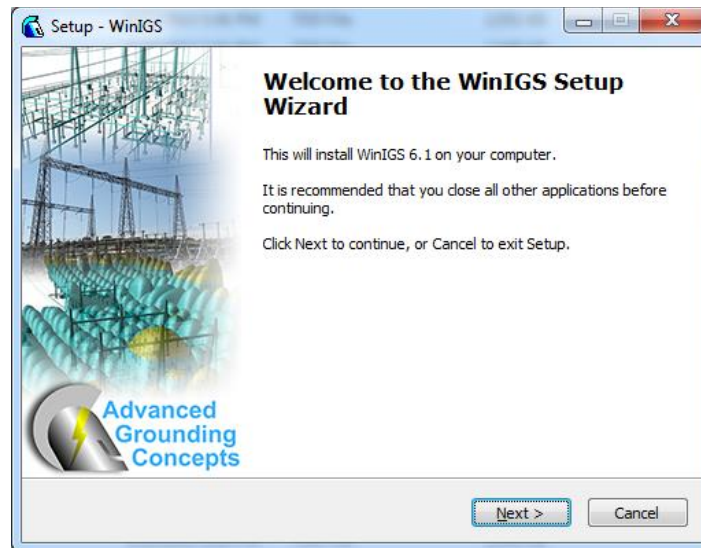 Setup - WinIGS
Welcome to the WinIGS Setup
Wizard
This will install WinIGS 6.1 on your computer.
It is recommended that you close all other applications before
continuing.
Click Next to continue, or Cancel to exit Setup.
Advanced
Grounding
Concepts
Next >
Cancel